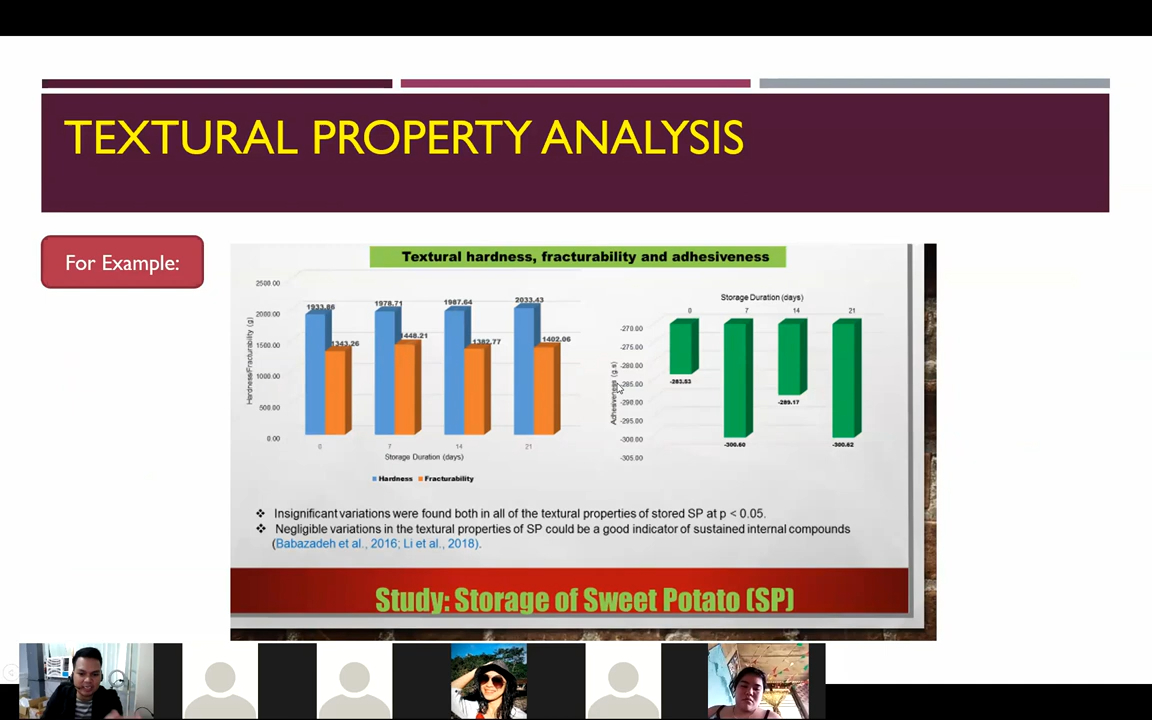 TEXTURAL PROPERTY ANALYSIS
For Example:
Textural hardness, fracturability and adhesiveness
Hardness/Fracturability (g)
2500.00
2000.00
1500.00
1000.00
500.00
0.00
1933.86
1343.26
1978.71
1448.21
1987.64
1382.77
2033.43
1402.06
0
7
14
21
Storage Duration (days)
Hardness
Fracturability
Storage Duration (days)
0
7
14
21
Adhesiveness (g.s)
-270.00
-275.00
-280.00
-285.00
-290.00
-295.00
-300.00
-305.00
-283.83
-300.60
-289.17
-300.62
❖ Insignificant variations were found both in all of the textural properties of stored SP at p < 0.05.
❖ Negligible variations in the textural properties of SP could be a good indicator of sustained internal compounds
(Babazadeh et al., 2016; Li et al., 2018).
Study: Storage of Sweet Potato (SP)